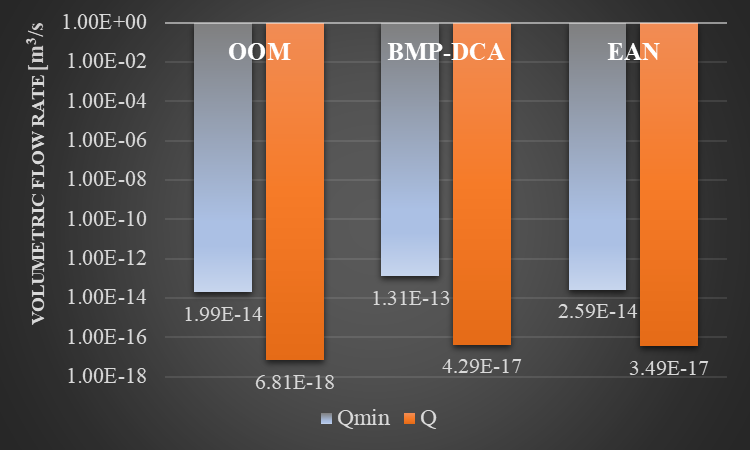 VOLUMETRIC FLOW RATE [m³/s]
1.00E+00
1.00E-02
1.00E-04
1.00E-06
1.00E-08
1.00E-10
1.00E-12
1.00E-14
1.00E-16
1.00E-18
OOM
BMP-DCA
EAN
1.99E-14
6.81E-18
1.31E-13
4.29E-17
2.59E-14
3.49E-17
Qmin
Q